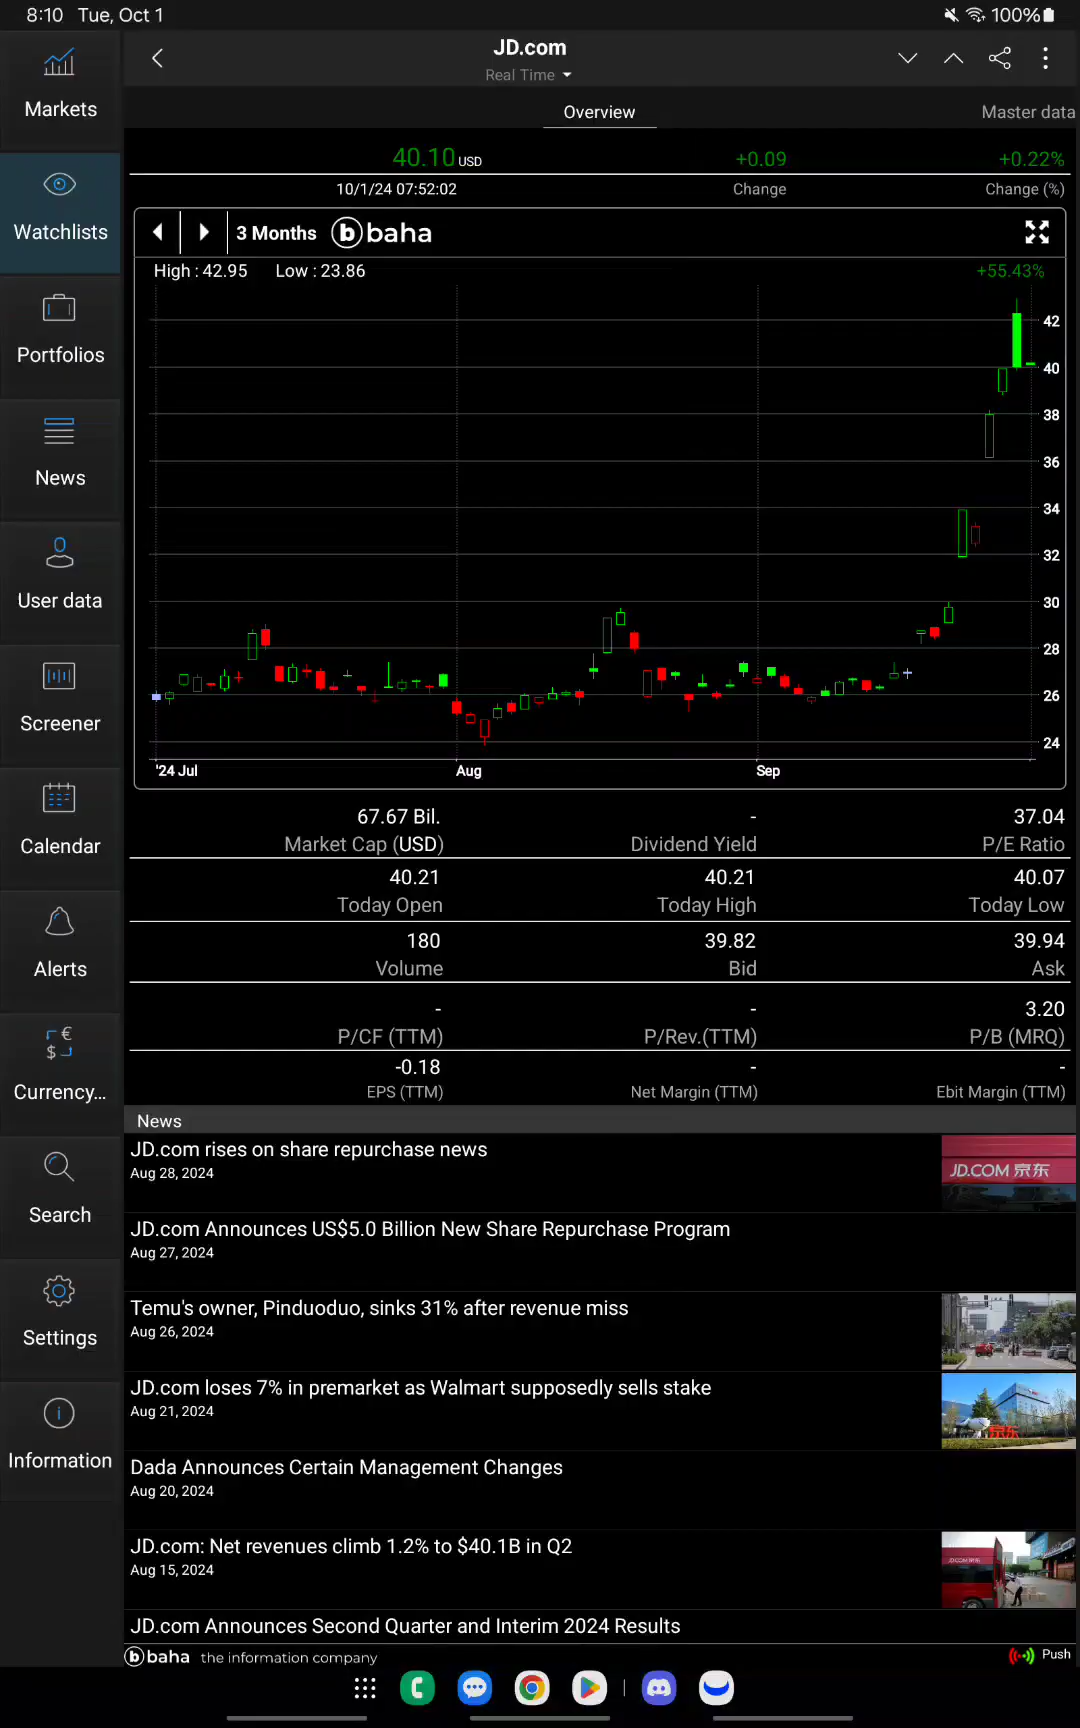 8:10 Tue, Oct 1 100%
Markets
Watchlists
Portfolios
News
User data
Screener
Calendar
Alerts
€
$
Currency...
Search
Settings
Information
JD.com
Real Time
Overview Master data
40.10 USD +0.09 +0.22%
10/1/24 07:52:02 Change Change (%)
3 Months b baha
High : 42.95 Low : 23.86 +55.43%
42
40
38
36
34
32
30
28
26
24
'24 Jul Aug Sep
67.67 Bil. - 37.04
Market Cap (USD) Dividend Yield P/E Ratio
40.21 40.21 40.07
Today Open Today High Today Low
180 39.82 39.94
Volume Bid Ask
- - 3.20
P/CF (TTM) P/Rev.(TTM) P/B (MRQ)
-0.18 - -
EPS (TTM) Net Margin (TTM) Ebit Margin (TTM)
News
JD.com rises on share repurchase news
Aug 28, 2024
JD.COM 京东
JD.com Announces US$5.0 Billion New Share Repurchase Program
Aug 27, 2024
Temu's owner, Pinduoduo, sinks 31% after revenue miss
Aug 26, 2024
JD.com loses 7% in premarket as Walmart supposedly sells stake
Aug 21, 2024
京东
Dada Announces Certain Management Changes
Aug 20, 2024
JD.com: Net revenues climb 1.2% to $40.1B in Q2
Aug 15, 2024
JD.com Announces Second Quarter and Interim 2024 Results
b baha the information company Push